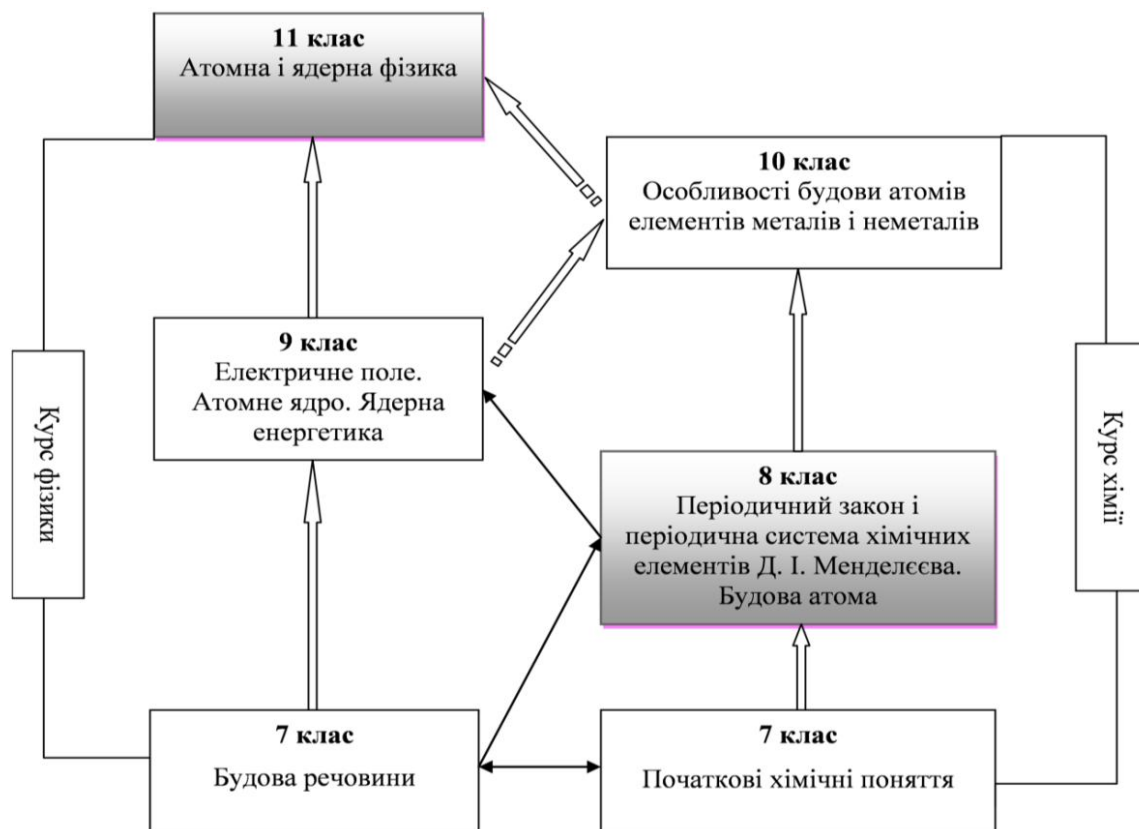 11 клас
Атомна і ядерна фізика
10 клас
Особливості будови атомів
елементів металів і неметалів
9 клас
Електричне поле.
Атомне ядро. Ядерна
енергетика
Курс фізики
Курс хімії
8 клас
Періодичний закон і
періодична система хімічних
елементів Д. І. Менделєєва.
Будова атома
7 клас
Будова речовини
7 клас
Початкові хімічні поняття